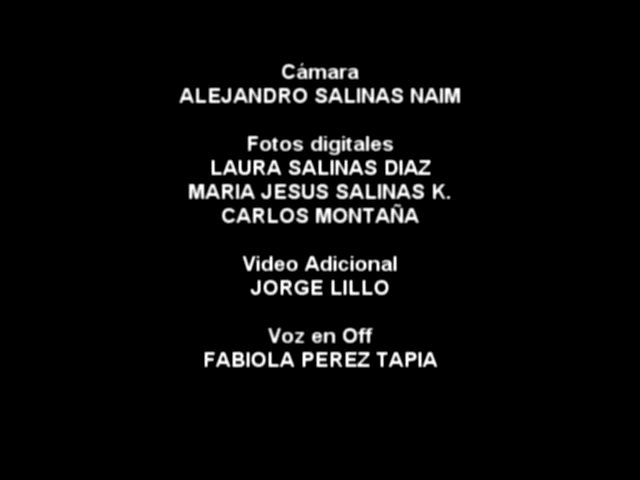 Cámara
ALEJANDRO SALINAS NAIM
Fotos digitales
LAURA SALINAS DIAZ
MARIA JESUS SALINAS K.
CARLOS MONTAÑA
Video Adicional
JORGE LILLO
Voz en Off
FABIOLA PEREZ TAPIA